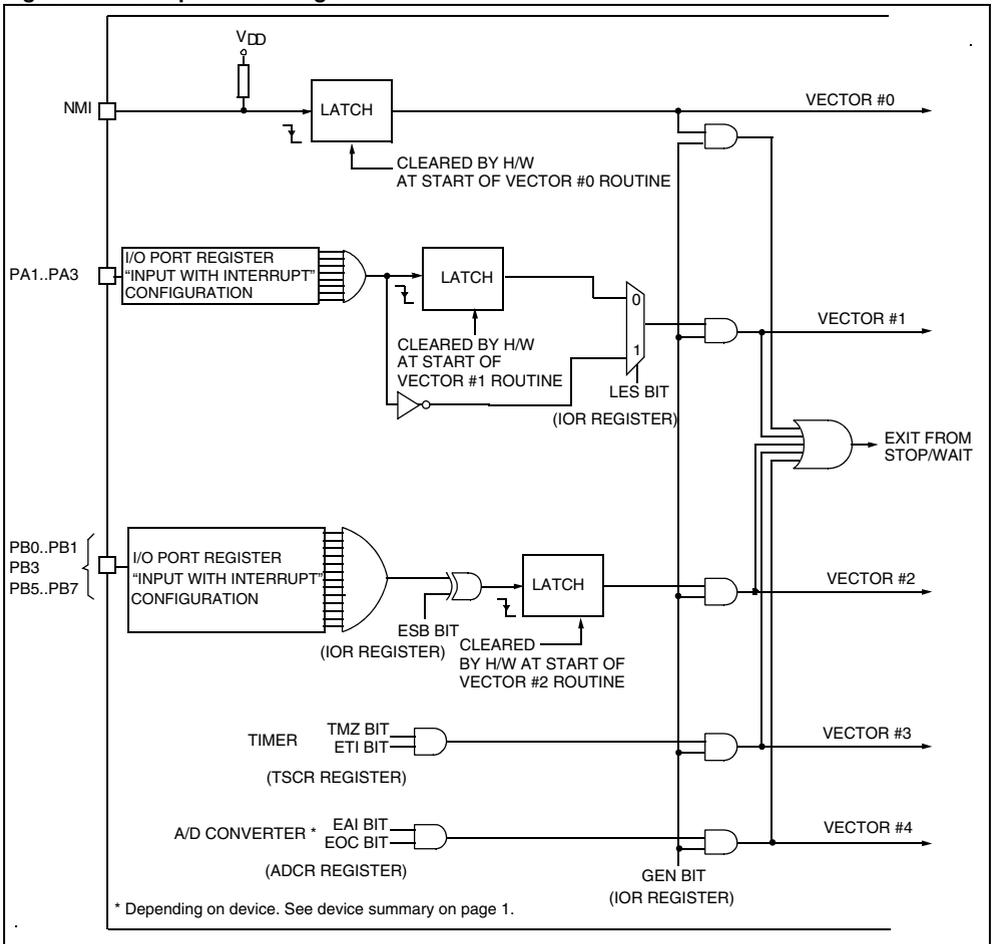 VDD
NMI
LATCH
VECTOR #0
CLEARED BY H/W
AT START OF VECTOR #0 ROUTINE
PA1..PA3
I/O PORT REGISTER
“INPUT WITH INTERRUPT”
CONFIGURATION
LATCH
0
1
VECTOR #1
CLEARED BY H/W
AT START OF
VECTOR #1 ROUTINE
LES BIT
(IOR REGISTER)
EXIT FROM
STOP/WAIT
PB0..PB1
PB3
PB5..PB7
I/O PORT REGISTER
“INPUT WITH INTERRUPT”
CONFIGURATION
LATCH
VECTOR #2
ESB BIT
(IOR REGISTER)
CLEARED
BY H/W AT START OF
VECTOR #2 ROUTINE
TIMER
TMZ BIT
ETI BIT
(TSCR REGISTER)
VECTOR #3
A/D CONVERTER *
EAI BIT
EOC BIT
(ADCR REGISTER)
VECTOR #4
GEN BIT
(IOR REGISTER)
* Depending on device. See device summary on page 1.